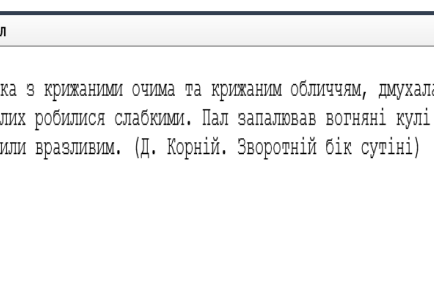 л
ка з крижаними очима та крижаним обличчям, дмухала
лих робилися слабкими. Пал запалював вогняні кулі
или вразливим. (Д. Корній. Зворотній бік сутіні)